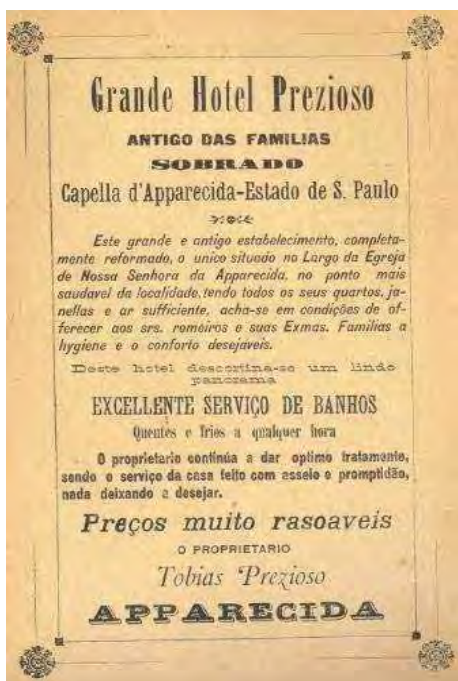 Grande Hotel Prezioso
ANTIGO DAS FAMILIAS
SOBRADO
Capella d'Apparecida-Estado de S. Paulo
Este grande e antigo estabelecimento, completa-
mente reformado, o unico situado no Largo da Egreja
de Nossa Senhora da Apparecida, no ponto mais
saudavel da localidade, tendo todos os seus quartos, ja-
nellas e ar sufficiente, acha-se em condições de of-
ferecer aos srs. romeiros e suas Exmas. Familias a
hygiene e o conforto desejaveis.
Deste hotel descortina-se um lindo
panorama
EXCELLENTE SERVIÇO DE BANHOS
Quentes e frios a qualquer hora
O proprietario continúa a dar optimo tratamento,
sendo o serviço da casa feito com asseio e promptidão,
nada deixando a desejar.
Preços muito rasoaveis
O PROPRIETARIO
Tobias Prezioso
APPARECIDA